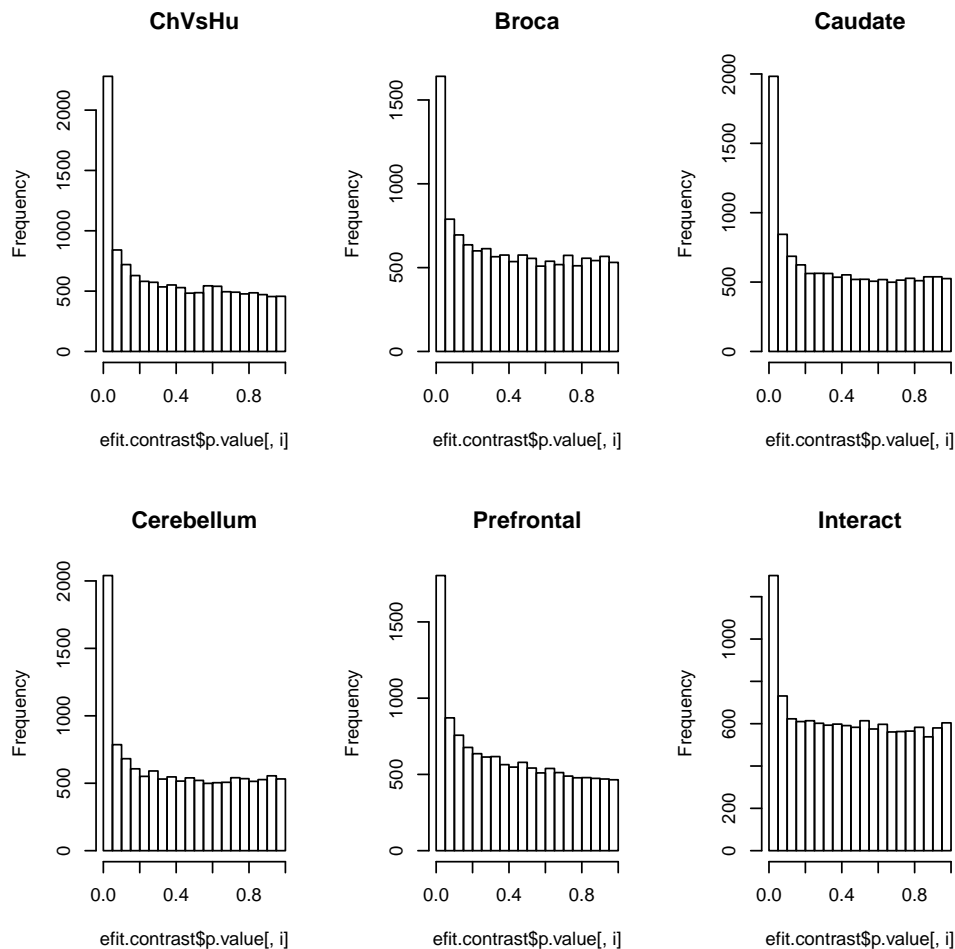 ChVsHu
Broca
Caudate
Frequency
0 500 1000 1500 2000
Frequency
0 500 1000 1500
Frequency
0 500 1000 1500 2000
0.0 0.4 0.8
0.0 0.4 0.8
0.0 0.4 0.8
efit.contrast$p.value[, i]
efit.contrast$p.value[, i]
efit.contrast$p.value[, i]
Cerebellum
Prefrontal
Interact
Frequency
0 500 1000 1500 2000
Frequency
0 500 1000 1500
Frequency
0 200 600 1000
0.0 0.4 0.8
0.0 0.4 0.8
0.0 0.4 0.8
efit.contrast$p.value[, i]
efit.contrast$p.value[, i]
efit.contrast$p.value[, i]